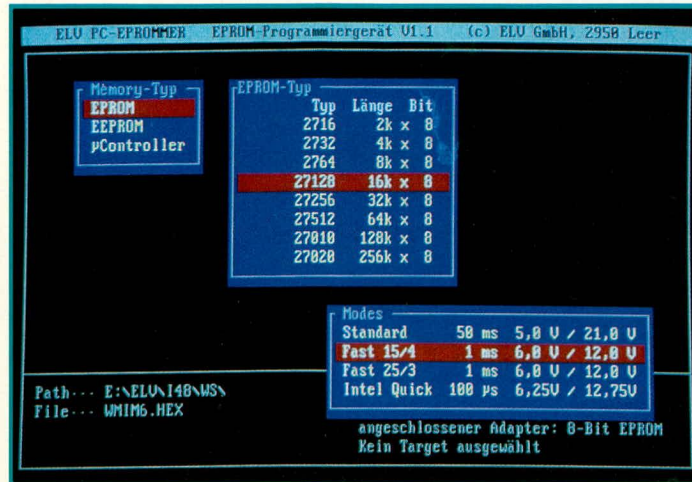 ELV PC-EPROMMER EPROM-Programmiergerät V1.1 (c) ELV GmbH, 2950 Leer
Memory-Typ
EPROM
EEPROM
µController
EPROM-Typ
Typ Länge Bit
2716 2k x 8
2732 4k x 8
2764 8k x 8
27128 16k x 8
27256 32k x 8
27512 64k x 8
27010 128k x 8
27020 256k x 8
Modes
Standard 50 ms 5,0 V / 21,0 V
Fast 15/4 1 ms 6,0 V / 12,0 V
Fast 25/3 1 ms 6,0 V / 12,0 V
Intel Quick 100 µs 6,25V / 12,75V
Path··· E:\ELV\I48\WS\
File··· WMIM6.HEX
angeschlossener Adapter: 8-Bit EPROM
Kein Target ausgewählt